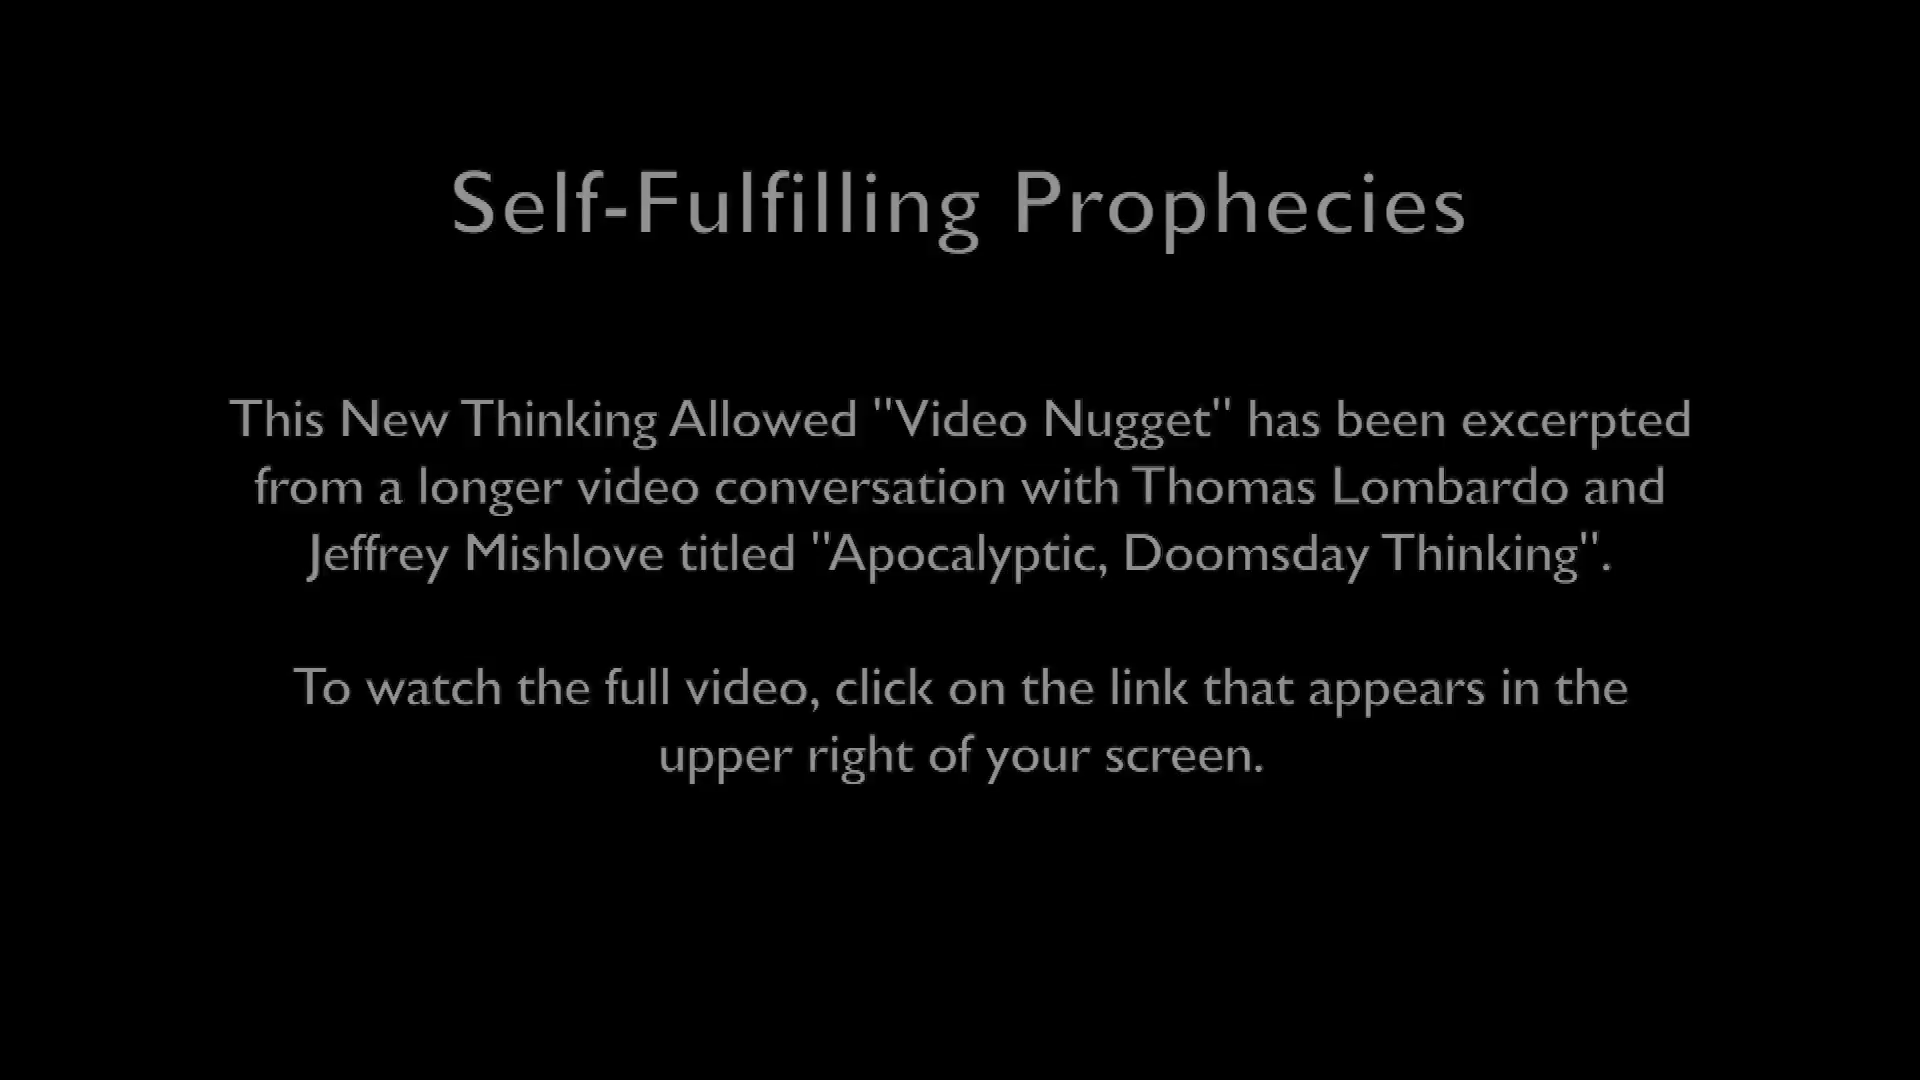 Self-Fulfilling Prophecies
This New Thinking Allowed "Video Nugget" has been excerpted
from a longer video conversation with Thomas Lombardo and
Jeffrey Mishlove titled "Apocalyptic, Doomsday Thinking".
To watch the full video, click on the link that appears in the
upper right of your screen.